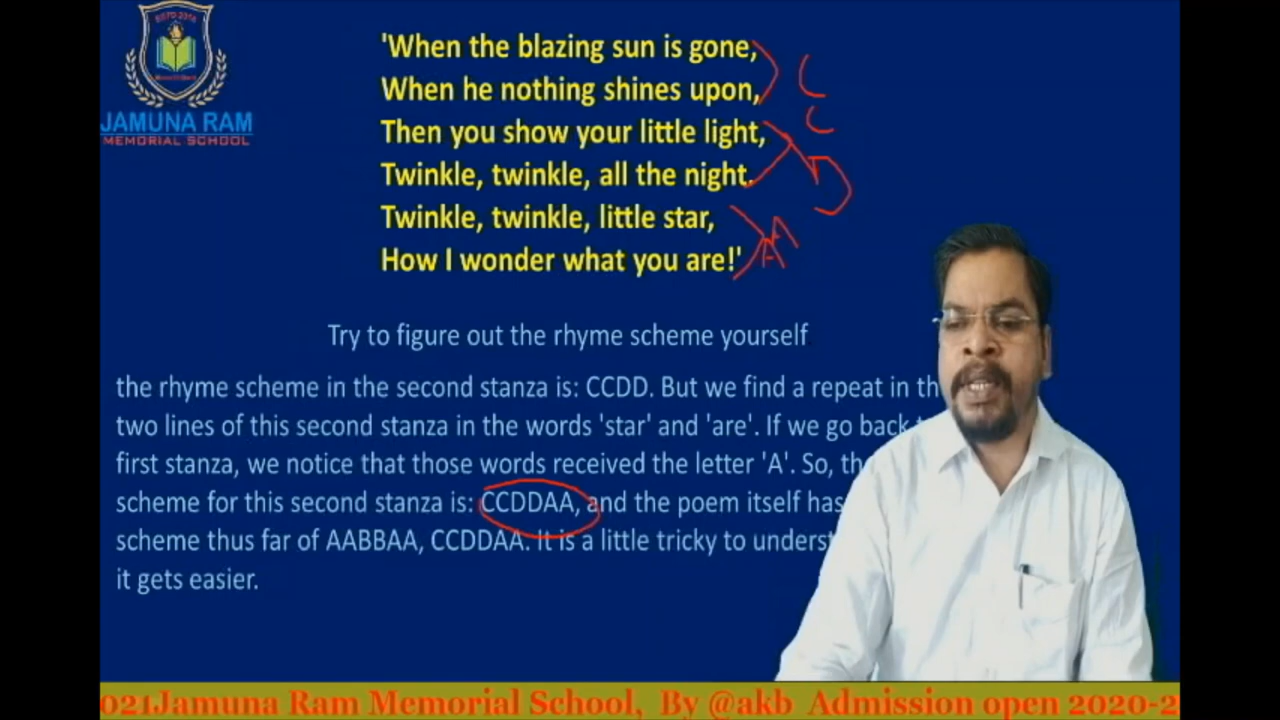 ESTD-2014
JAMUNA RAM
MEMORIAL SCHOOL
'When the blazing sun is gone,
When he nothing shines upon,
Then you show your little light,
Twinkle, twinkle, all the night.
Twinkle, twinkle, little star,
How I wonder what you are!'
C
C
D
A
A
Try to figure out the rhyme scheme yourself
the rhyme scheme in the second stanza is: CCDD. But we find a repeat in
two lines of this second stanza in the words 'star' and 'are'. If we go back
first stanza, we notice that those words received the letter 'A'. So,
scheme for this second stanza is: CCDDAA, and the poem itself has
scheme thus far of AABBAA, CCDDAA. It is a little tricky to
it gets easier.
021Jamuna Ram Memorial School, By @akb Admission open 2020-2